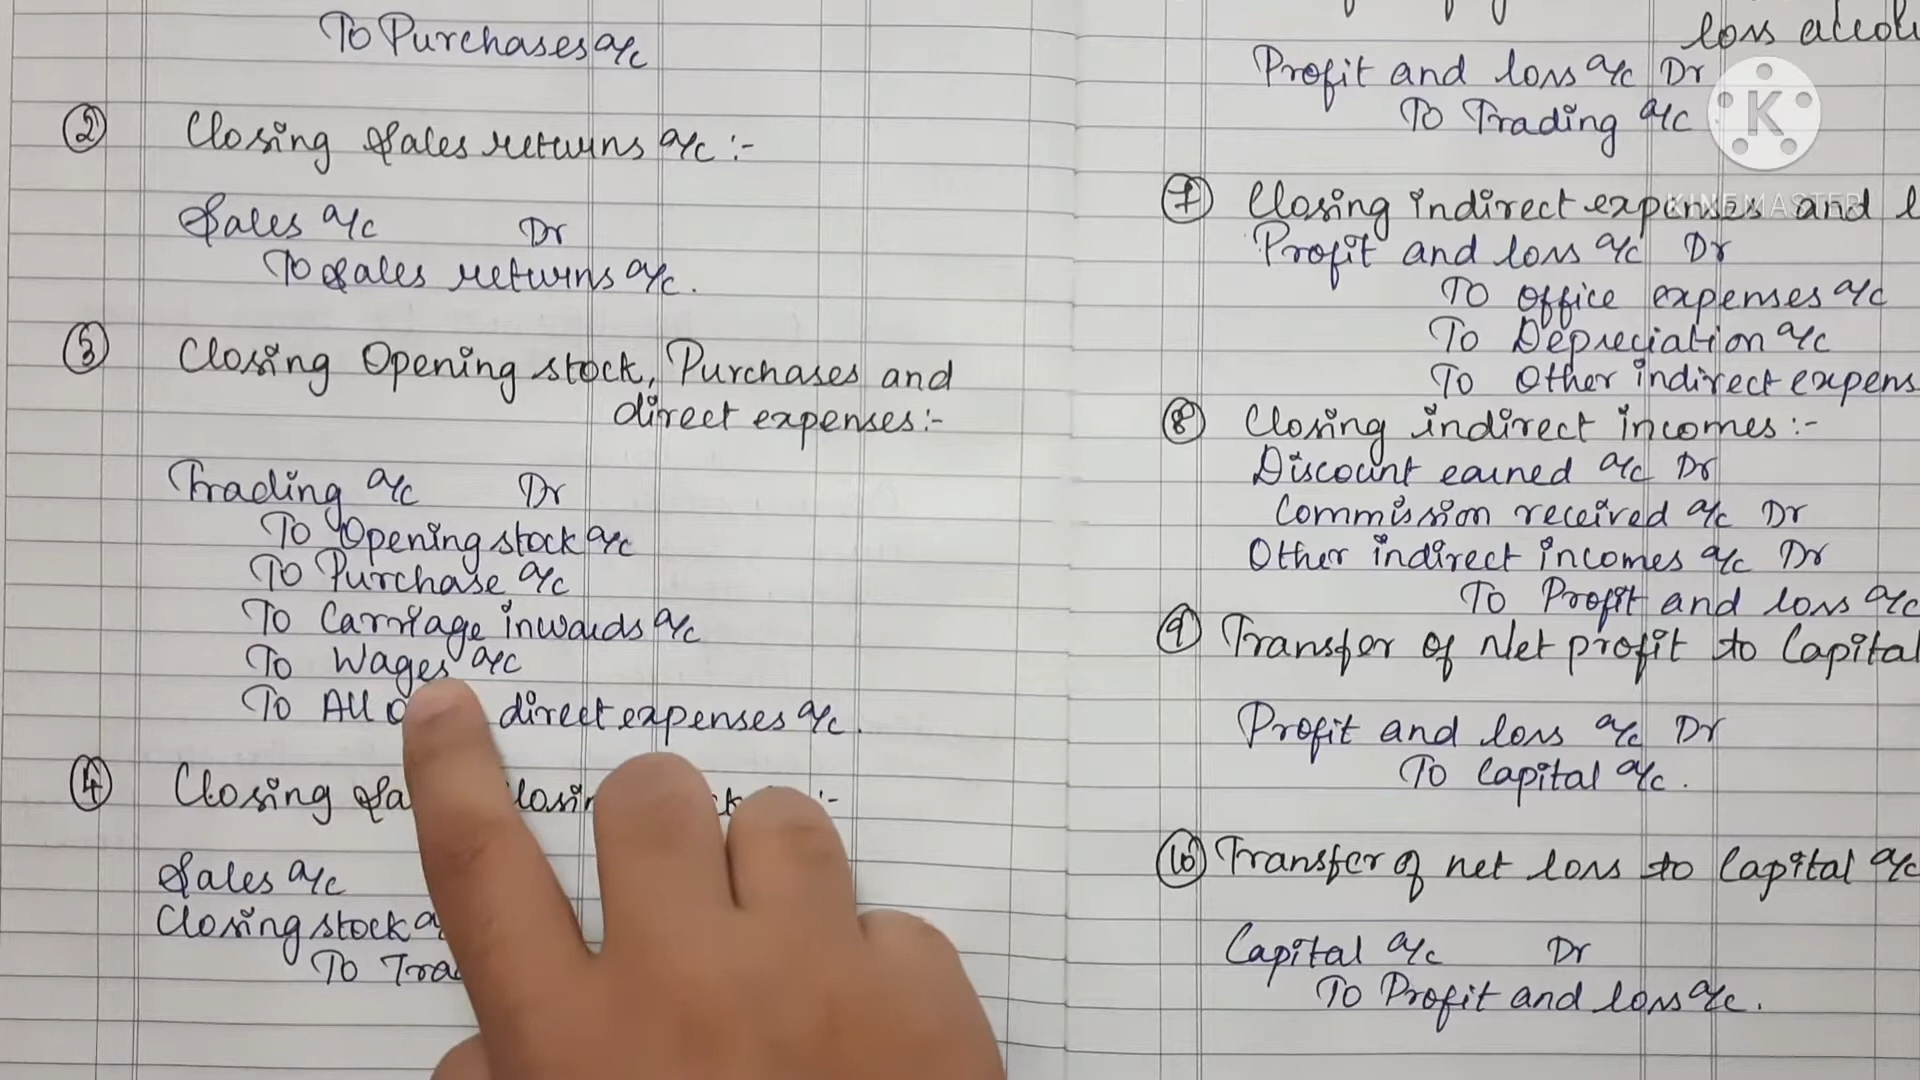 To Purchases a/c
② Closing Sales returns a/c :-
Sales a/c Dr
To Sales returns a/c.
③ Closing Opening stock, Purchases and
direct expenses :-
Trading a/c Dr
To Opening stock a/c
To Purchase a/c
To Carriage inwards a/c
To Wages a/c
To All direct expenses a/c.
④ Closing :-
Sales a/c
Closing stock
To
loss
Profit and loss a/c Dr
To Trading a/c
K
KINEMASTER
⑦ Closing indirect expenses and
Profit and loss a/c Dr
To Office expenses a/c
To Depreciation a/c
To Other indirect expens
⑧ Closing indirect incomes :-
Discount earned a/c Dr
Commission received a/c Dr
Other indirect incomes a/c Dr
To Profit and loss a/c
⑨ Transfer of Net profit to Capital
Profit and loss a/c Dr
To Capital a/c.
⑩ Transfer of net loss to Capital a/c
Capital a/c Dr
To Profit and loss a/c.